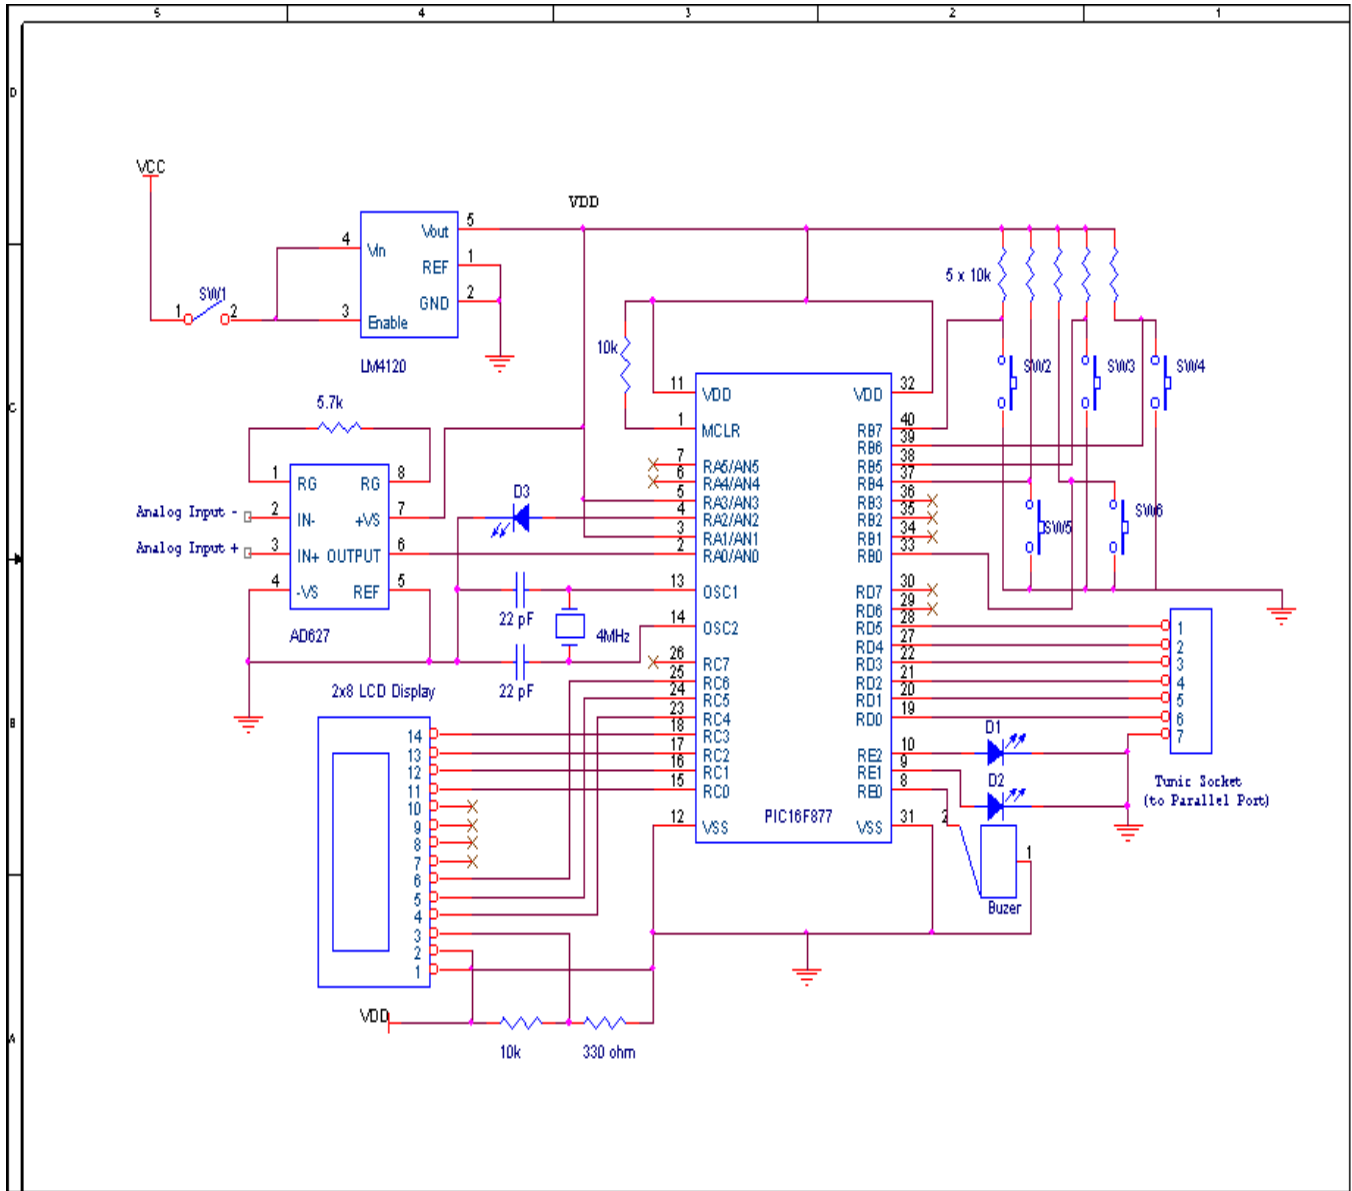 5 4 3 2 1
D
C
B
A
VCC
SW1
1 2
4 Vin
3 Enable
Vout 5
REF 1
GND 2
LM4120
VDD
5 x 10k
10k
5.7k
1 RG
2 IN-
3 IN+
4 -VS
RG 8
+VS 7
OUTPUT 6
REF 5
AD627
Analog Input -
Analog Input +
D3
22 pF
22 pF
4MHz
11 VDD
1 MCLR
7 RA5/AN5
6 RA4/AN4
5 RA3/AN3
4 RA2/AN2
3 RA1/AN1
2 RA0/AN0
13 OSC1
14 OSC2
26 RC7
25 RC6
24 RC5
23 RC4
18 RC3
17 RC2
16 RC1
15 RC0
12 VSS
PIC16F877
VDD 32
RB7 40
RB6 39
RB5 38
RB4 37
RB3 36
RB2 35
RB1 34
RB0 33
RD7 30
RD6 29
RD5 28
RD4 27
RD3 22
RD2 21
RD1 20
RD0 19
RE2 10
RE1 9
RE0 8
VSS 31
SW2
SW3
SW4
SW5
SW6
1
2
3
4
5
6
7
Tunic Socket
(to Parallel Port)
D1
D2
2
1
Buzer
2x8 LCD Display
14
13
12
11
10
9
8
7
6
5
4
3
2
1
VDD
10k
330 ohm